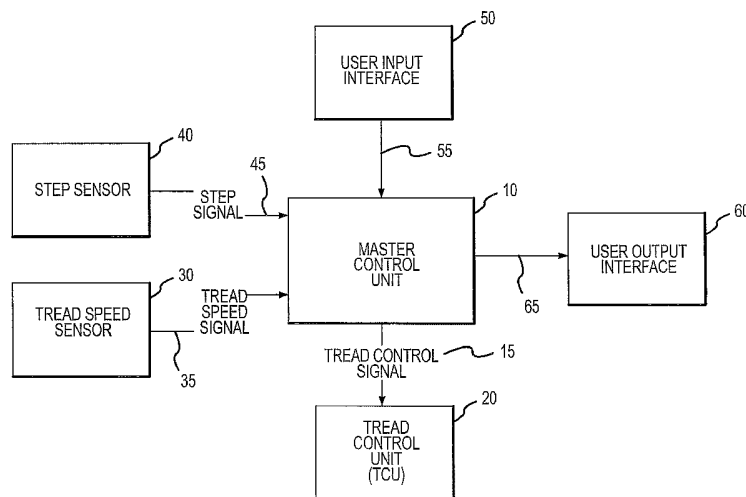 50
USER INPUT
INTERFACE
40
STEP SENSOR
55
45
STEP
SIGNAL
10
MASTER
CONTROL
UNIT
60
USER OUTPUT
INTERFACE
65
30
TREAD SPEED
SENSOR
TREAD
SPEED
SIGNAL
35
TREAD CONTROL
SIGNAL
15
20
TREAD
CONTROL
UNIT
(TCU)